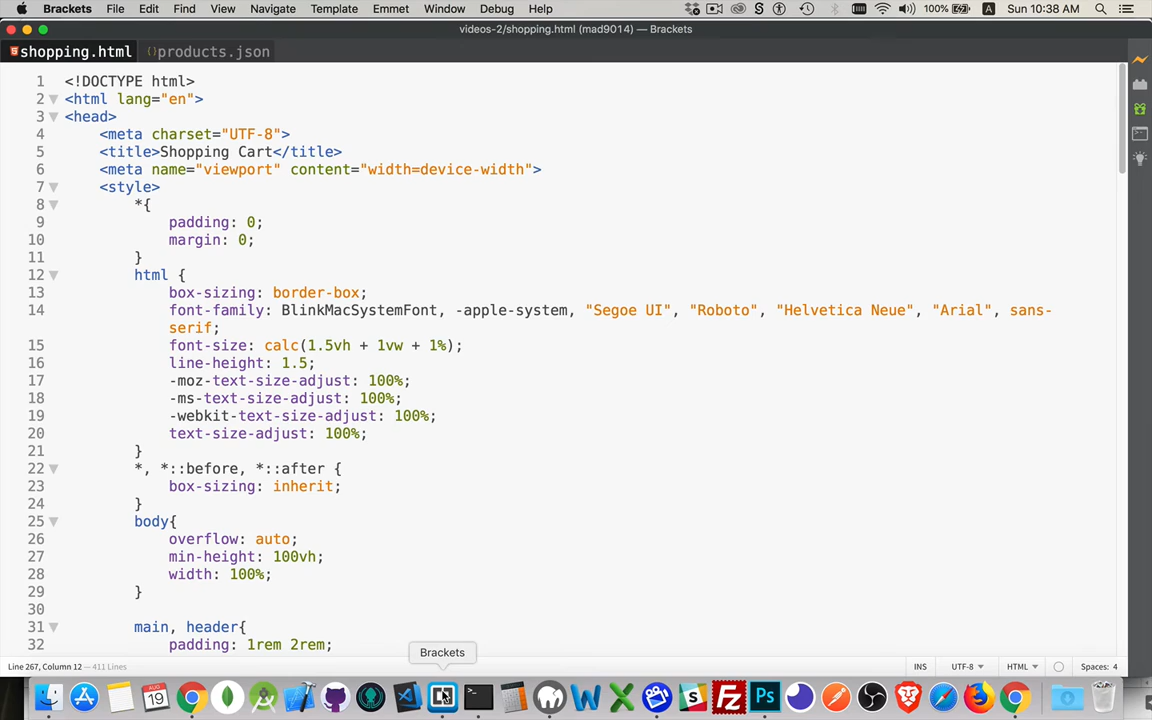 Brackets File Edit Find View Navigate Template Emmet Window Debug Help 100% A Sun 10:38 AM
videos-2/shopping.html (mad9014) — Brackets
shopping.html products.json
1 <!DOCTYPE html>
2 <html lang="en">
3 <head>
4 <meta charset="UTF-8">
5 <title>Shopping Cart</title>
6 <meta name="viewport" content="width=device-width">
7 <style>
8 *{
9 padding: 0;
10 margin: 0;
11 }
12 html {
13 box-sizing: border-box;
14 font-family: BlinkMacSystemFont, -apple-system, "Segoe UI", "Roboto", "Helvetica Neue", "Arial", sans-
serif;
15 font-size: calc(1.5vh + 1vw + 1%);
16 line-height: 1.5;
17 -moz-text-size-adjust: 100%;
18 -ms-text-size-adjust: 100%;
19 -webkit-text-size-adjust: 100%;
20 text-size-adjust: 100%;
21 }
22 *, *::before, *::after {
23 box-sizing: inherit;
24 }
25 body{
26 overflow: auto;
27 min-height: 100vh;
28 width: 100%;
29 }
30
31 main, header{
32 padding: 1rem 2rem;
Brackets
Line 267, Column 12 — 411 Lines INS UTF-8 HTML Spaces: 4
AUG
19
W X S FZ Ps